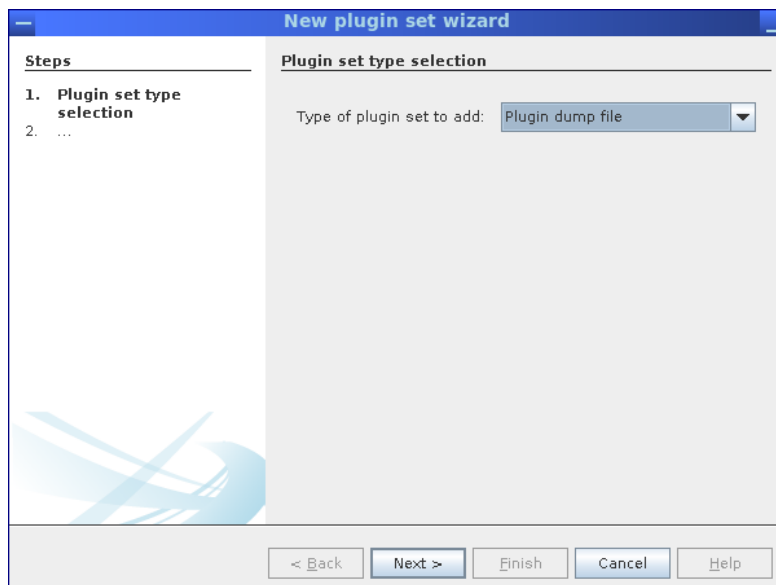 New plugin set wizard
Steps
1. Plugin set type
selection
2. ...
Plugin set type selection
Type of plugin set to add: Plugin dump file
< Back Next > Finish Cancel Help